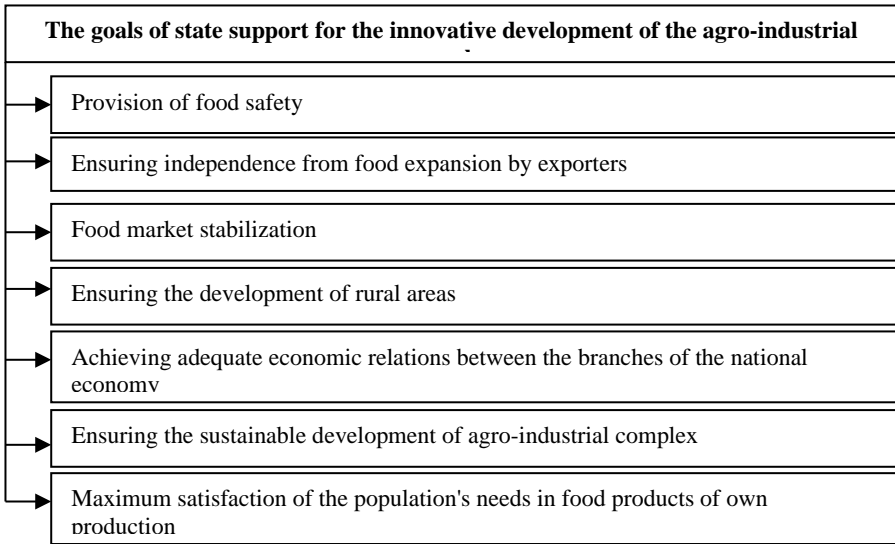 The goals of state support for the innovative development of the agro-industrial
Provision of food safety
Ensuring independence from food expansion by exporters
Food market stabilization
Ensuring the development of rural areas
Achieving adequate economic relations between the branches of the national
economy
Ensuring the sustainable development of agro-industrial complex
Maximum satisfaction of the population's needs in food products of own
production